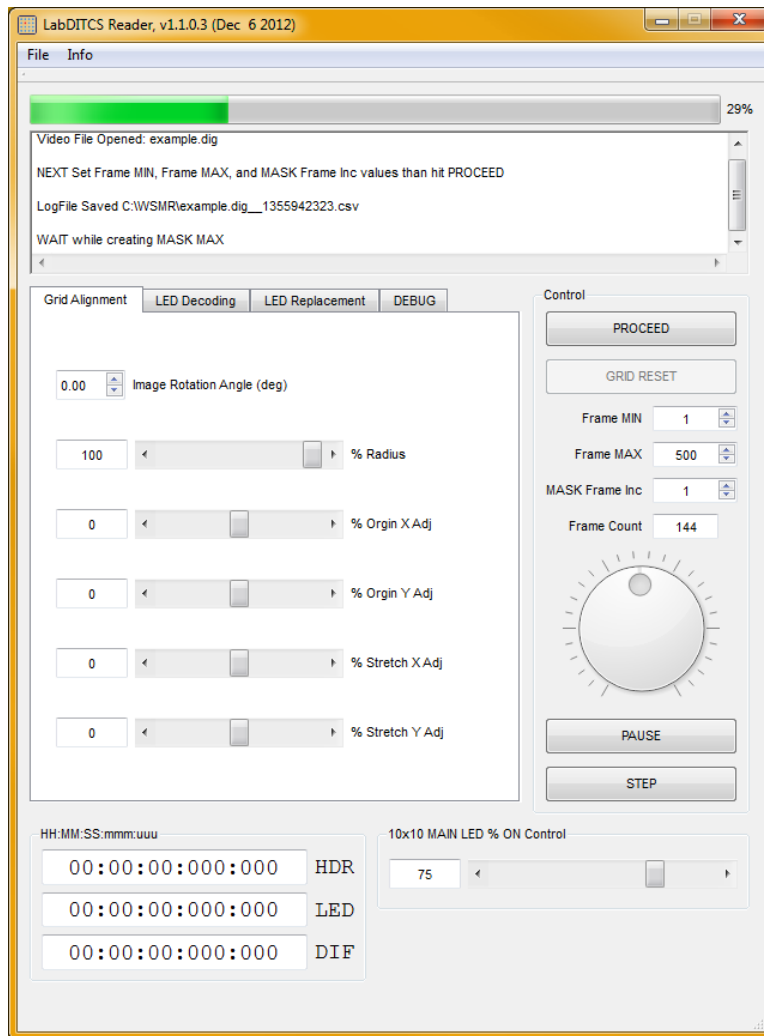 LabDITCS Reader, v1.1.0.3 (Dec  6 2012)
File Info
29%
Video File Opened: example.dig
NEXT Set Frame MIN, Frame MAX, and MASK Frame Inc values than hit PROCEED
LogFile Saved C:\WSMR\example.dig__1355942323.csv
WAIT while creating MASK MAX
Grid Alignment LED Decoding LED Replacement DEBUG
0.00 Image Rotation Angle (deg)
100 % Radius
0 % Orgin X Adj
0 % Orgin Y Adj
0 % Stretch X Adj
0 % Stretch Y Adj
Control
PROCEED
GRID RESET
Frame MIN 1
Frame MAX 500
MASK Frame Inc 1
Frame Count 144
PAUSE
STEP
HH:MM:SS:mmm:uuu
00:00:00:000:000 HDR
00:00:00:000:000 LED
00:00:00:000:000 DIF
10x10 MAIN LED % ON Control
75